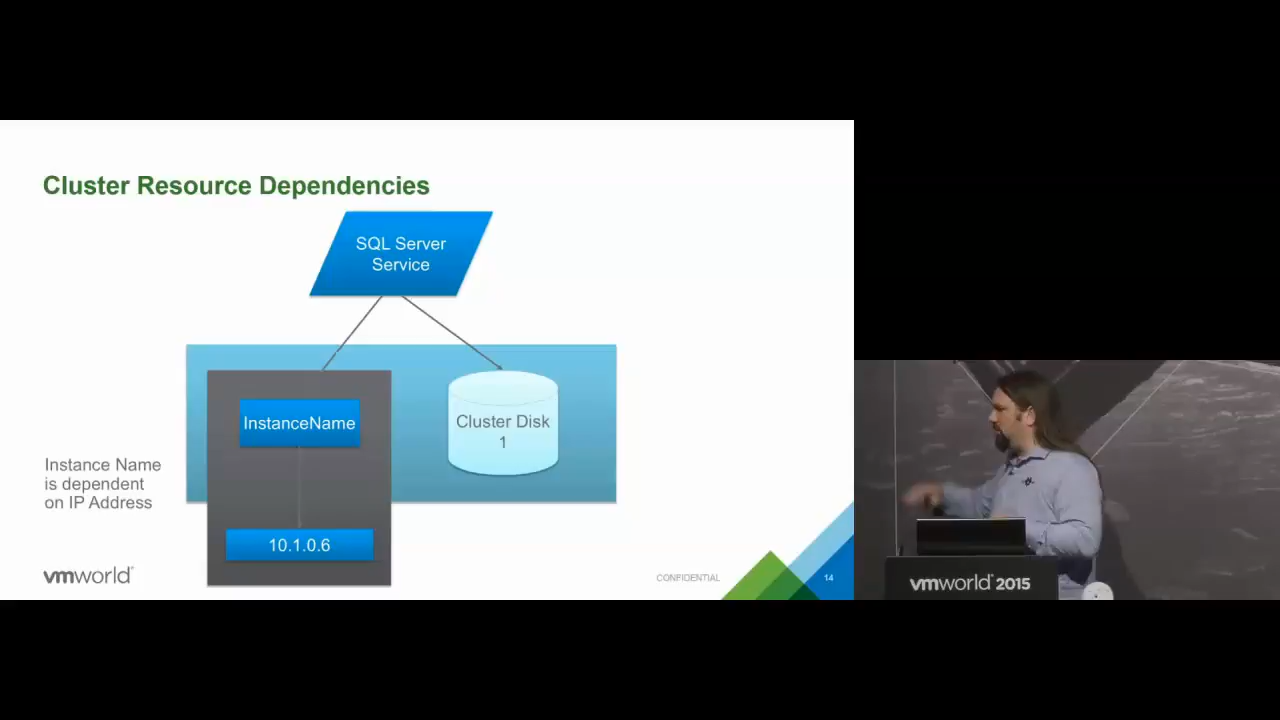 Cluster Resource Dependencies
SQL Server
Service
InstanceName
Cluster Disk
1
Instance Name
is dependent
on IP Address
10.1.0.6
vmworld®
CONFIDENTIAL
14
vmworld® 2015